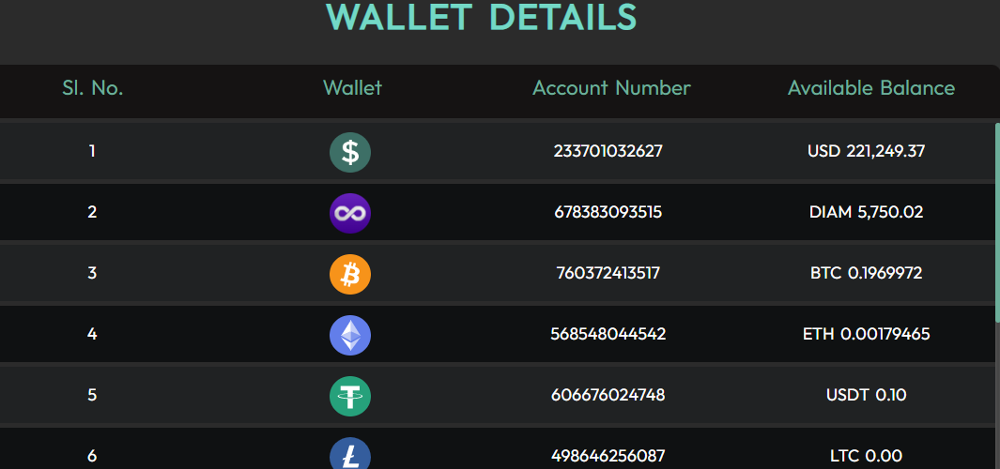 WALLET DETAILS
Sl. No. Wallet Account Number Available Balance
1 $ 233701032627 USD 221,249.37
2 678383093515 DIAM 5,750.02
3 760372413517 BTC 0.1969972
4 568548044542 ETH 0.00179465
5 606676024748 USDT 0.10
6 498646256087 LTC 0.00